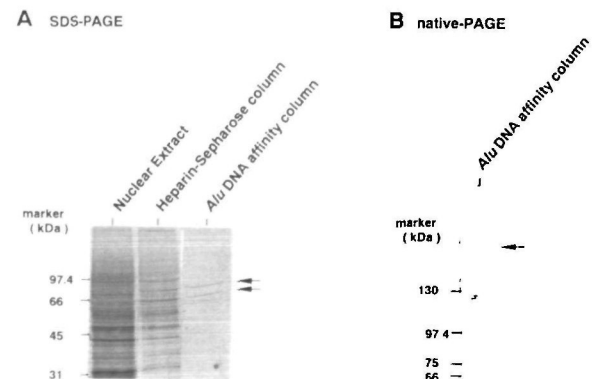 A SDS-PAGE
Nuclear Extract
Heparin-Sepharose column
Alu DNA affinity column
marker
( kDa )
97.4
66
45
31
B native-PAGE
Alu DNA affinity column
marker
( kDa )
130
97 4
75
66